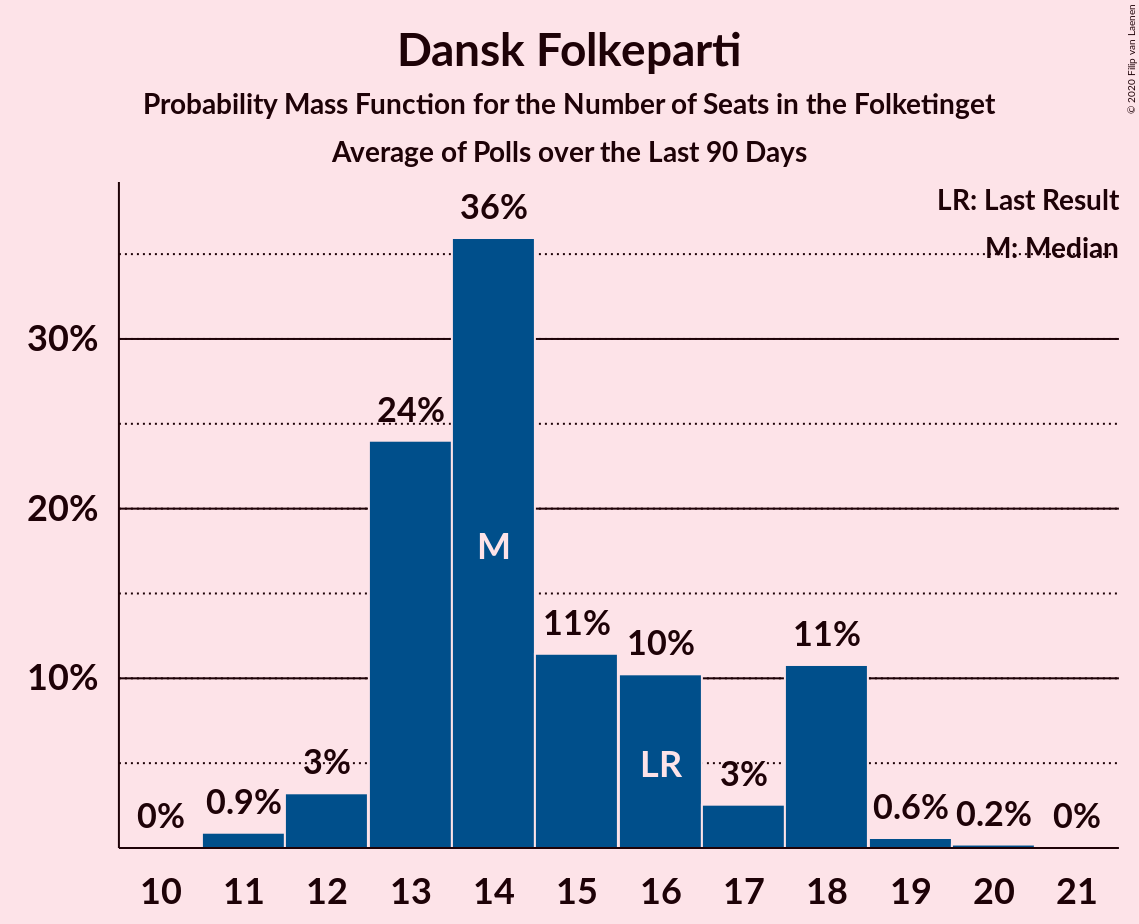 Dansk Folkeparti
Probability Mass Function for the Number of Seats in the Folketinget
Average of Polls over the Last 90 Days
© 2020 Filip van Laenen
LR: Last Result
M: Median
30%
20%
10%
0%
0.9%
3%
24%
36%
11%
10%
3%
11%
0.6%
0.2%
0%
M
LR
10 11 12 13 14 15 16 17 18 19 20 21